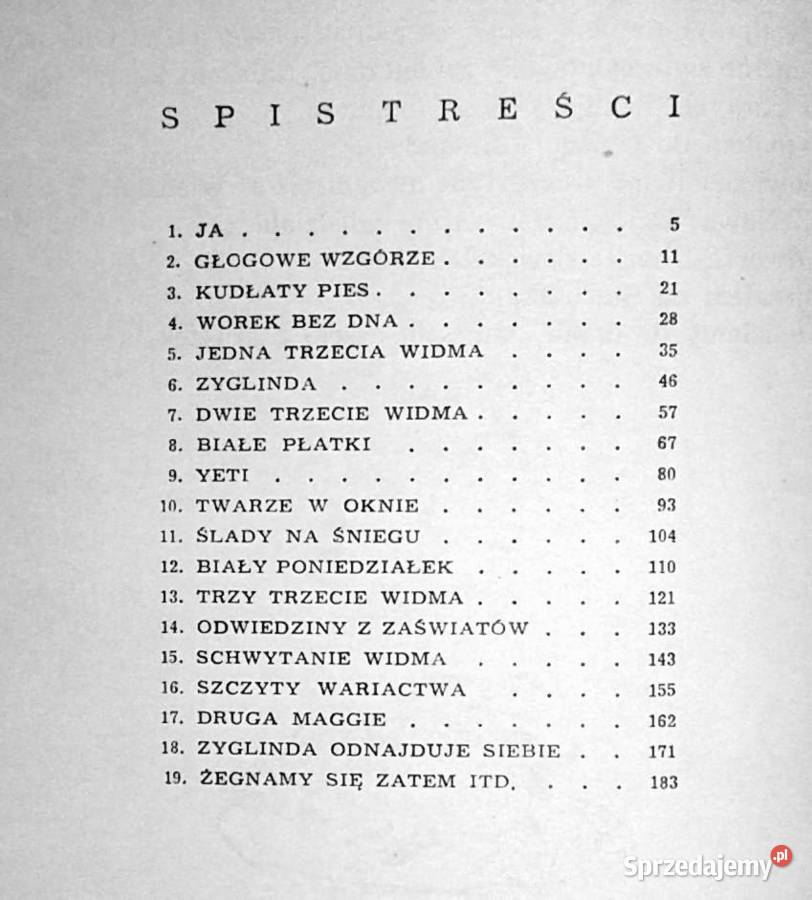 SPIS TREŚCI
1. JA . . . . . . . . . . . . 5
2. GŁOGOWE WZGÓRZE . . . . . . 11
3. KUDŁATY PIES . . . . . . . . 21
4. WOREK BEZ DNA . . . . . . . 28
5. JEDNA TRZECIA WIDMA . . . . 35
6. ZYGLINDA . . . . . . . . . 46
7. DWIE TRZECIE WIDMA . . . . . 57
8. BIAŁE PŁATKI . . . . . . . 67
9. YETI . . . . . . . . . . . 80
10. TWARZE W OKNIE . . . . . . 93
11. ŚLADY NA ŚNIEGU . . . . . . 104
12. BIAŁY PONIEDZIAŁEK . . . . . 110
13. TRZY TRZECIE WIDMA . . . . . 121
14. ODWIEDZINY Z ZAŚWIATÓW . . . 133
15. SCHWYTANIE WIDMA . . . . . 143
16. SZCZYTY WARIACTWA . . . . 155
17. DRUGA MAGGIE . . . . . . . 162
18. ZYGLINDA ODNAJDUJE SIEBIE . . 171
19. ŻEGNAMY SIĘ ZATEM ITD. . . . 183
Sprzedajemy.pl